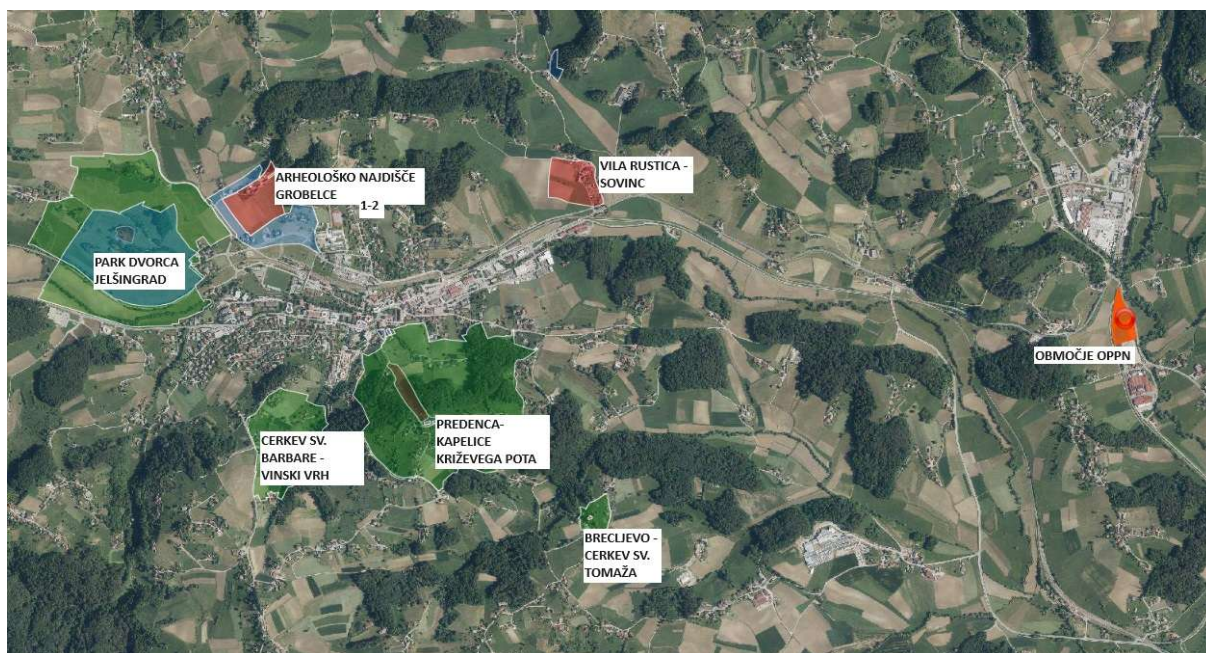 ARHEOLOŠKO NAJDIŠČE
GROBELCE
1-2
VILA RUSTICA -
SOVINC
PARK DVORCA
JELŠINGRAD
OBMOČJE OPPN
CERKEV SV.
BARBARE -
VINSKI VRH
PREDENCA-
KAPELICE
KRIŽEVEGA POTA
BRECLJEVO -
CERKEV SV.
TOMAŽA